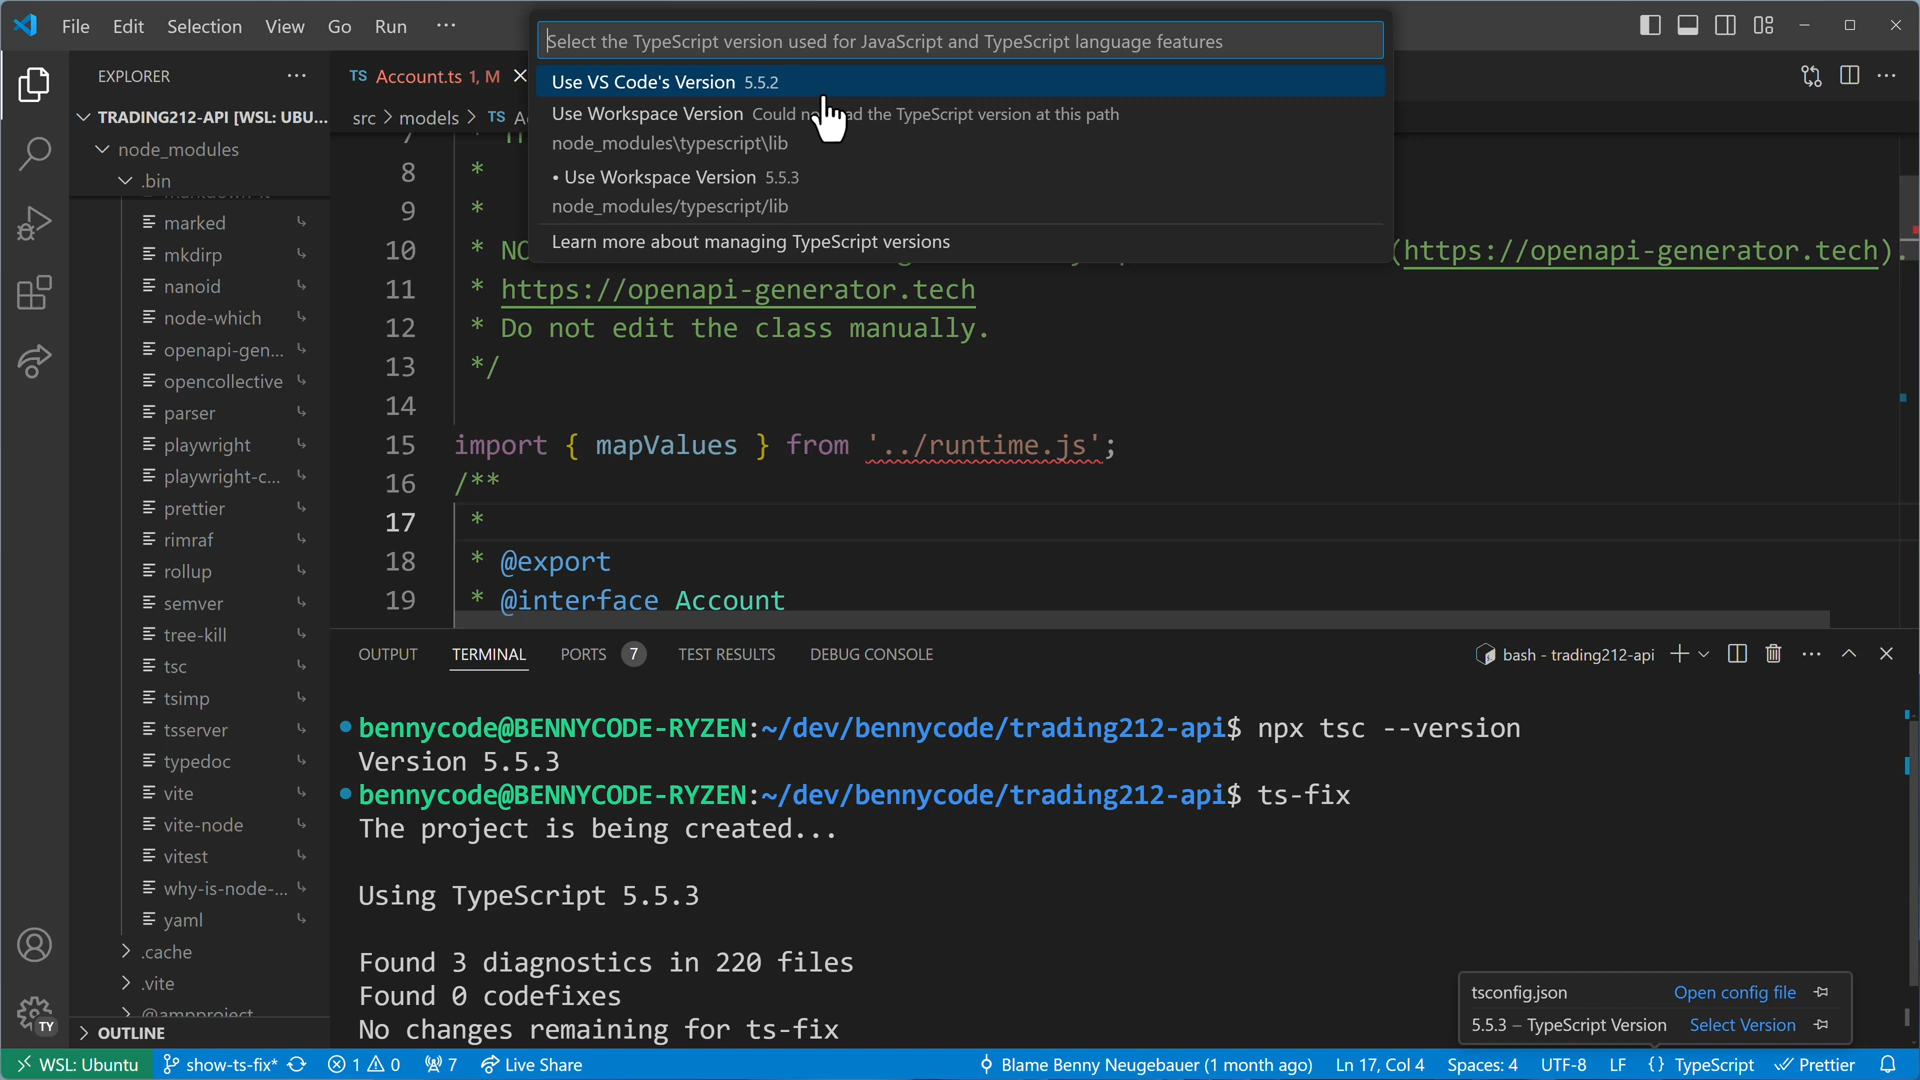 File Edit Selection View Go Run ···
Select the TypeScript version used for JavaScript and TypeScript language features
Use VS Code's Version 5.5.2
Use Workspace Version Could the TypeScript version at this path
node_modules\typescript\lib
• Use Workspace Version 5.5.3
node_modules/typescript/lib
Learn more about managing TypeScript versions
EXPLORER ···
TRADING212-API [WSL: UBU...
node_modules
.bin
marked
mkdirp
nanoid
node-which
openapi-gen...
opencollective
parser
playwright
playwright-c...
prettier
rimraf
rollup
semver
tree-kill
tsc
tsimp
tsserver
typedoc
vite
vite-node
vitest
why-is-node-...
yaml
.cache
.vite
@ampproject
OUTLINE
TS Account.ts 1, M
src > models > TS
8 *
9 *
10 * (https://openapi-generator.tech).
11 * https://openapi-generator.tech
12 * Do not edit the class manually.
13 */
14
15 import { mapValues } from '../runtime.js';
16 /**
17 *
18 * @export
19 * @interface Account
OUTPUT TERMINAL PORTS 7 TEST RESULTS DEBUG CONSOLE
bash - trading212-api
bennycode@BENNYCODE-RYZEN:~/dev/bennycode/trading212-api$ npx tsc --version
Version 5.5.3
bennycode@BENNYCODE-RYZEN:~/dev/bennycode/trading212-api$ ts-fix
The project is being created...
Using TypeScript 5.5.3
Found 3 diagnostics in 220 files
Found 0 codefixes
No changes remaining for ts-fix
tsconfig.json Open config file
5.5.3 – TypeScript Version Select Version
TY
WSL: Ubuntu show-ts-fix* 1 0 7 Live Share Blame Benny Neugebauer (1 month ago) Ln 17, Col 4 Spaces: 4 UTF-8 LF {} TypeScript Prettier